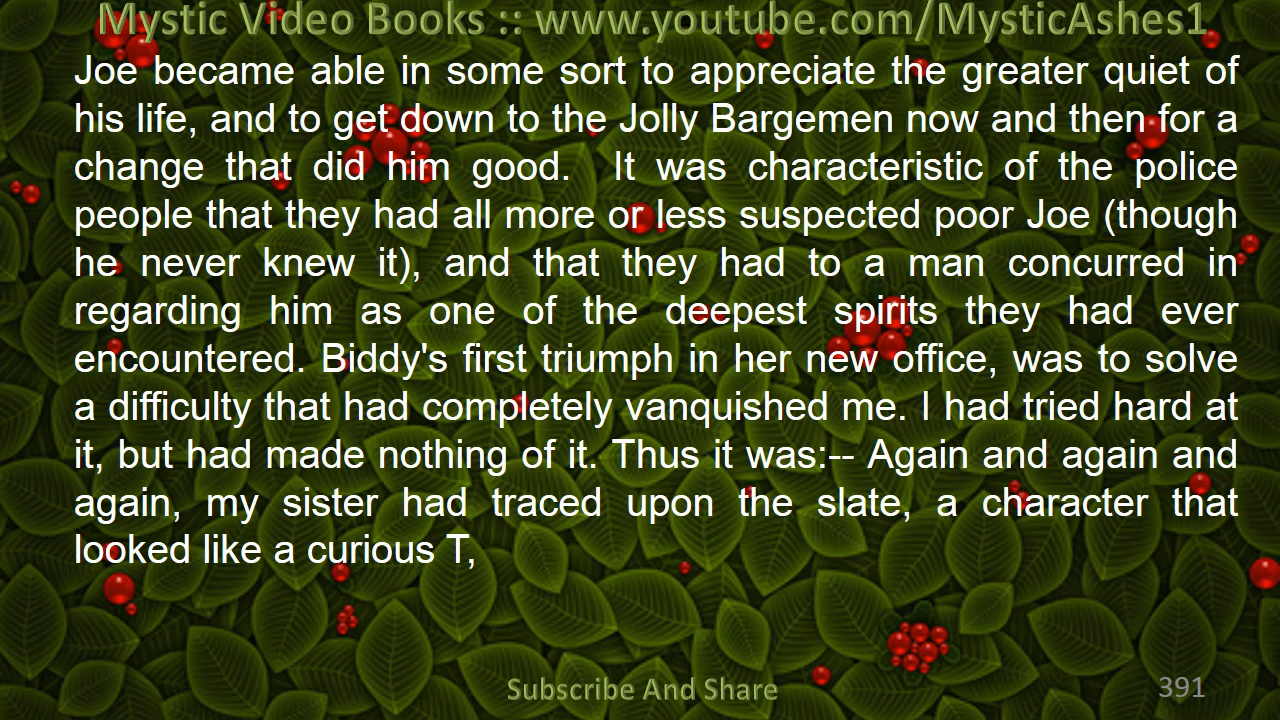 Mystic Video Books :: www.youtube.com/MysticAshes1
Joe became able in some sort to appreciate the greater quiet of
his life, and to get down to the Jolly Bargemen now and then for a
change that did him good. It was characteristic of the police
people that they had all more or less suspected poor Joe (though
he never knew it), and that they had to a man concurred in
regarding him as one of the deepest spirits they had ever
encountered. Biddy's first triumph in her new office, was to solve
a difficulty that had completely vanquished me. I had tried hard at
it, but had made nothing of it. Thus it was:-- Again and again and
again, my sister had traced upon the slate, a character that
looked like a curious T,
Subscribe And Share
391